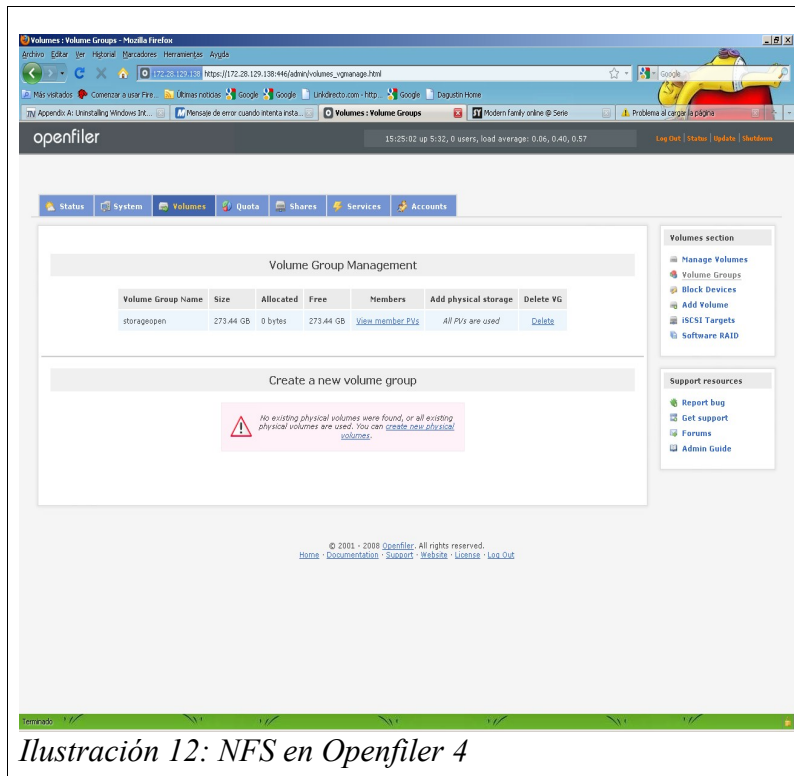 Volumes : Volume Groups - Mozilla Firefox
Archivo Editar Ver Historial Marcadores Herramientas Ayuda
172.28.129.138 https://172.28.129.138:446/admin/volumes_vgmanage.html
Google
Más visitados Comenzar a usar Fire... Últimas noticias Google Google Linkdirecto.com - http... Google Dagustin Home
Appendix A: Uninstalling Windows Int... Mensaje de error cuando intenta insta... Volumes : Volume Groups Modern family online @ Serie Problema al cargar la página
openfiler
15:25:02 up 5:32, 0 users, load average: 0.06, 0.40, 0.57
Log Out | Status | Update | Shutdown
Status System Volumes Quota Shares Services Accounts
Volume Group Management
Volume Group Name Size Allocated Free Members Add physical storage Delete VG
storageopen 273.44 GB 0 bytes 273.44 GB View member PVs All PVs are used Delete
Create a new volume group
No existing physical volumes were found, or all existing
physical volumes are used. You can create new physical
volumes.
Volumes section
Manage Volumes
Volume Groups
Block Devices
Add Volume
iSCSI Targets
Software RAID
Support resources
Report bug
Get support
Forums
Admin Guide
© 2001 - 2008 Openfiler. All rights reserved.
Home · Documentation · Support · Website · License · Log Out
Terminado
Ilustración 12: NFS en Openfiler 4